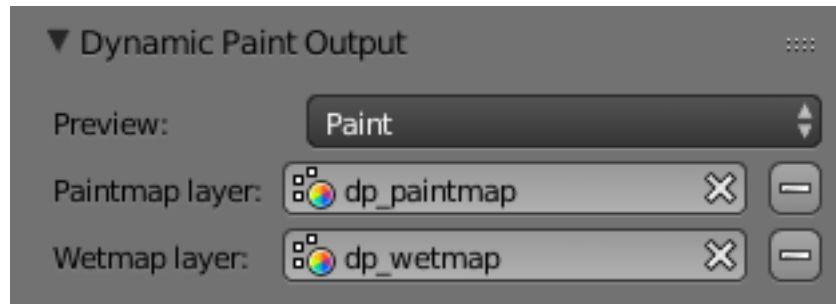 Dynamic Paint Output
Preview: Paint
Paintmap layer: dp_paintmap
Wetmap layer: dp_wetmap